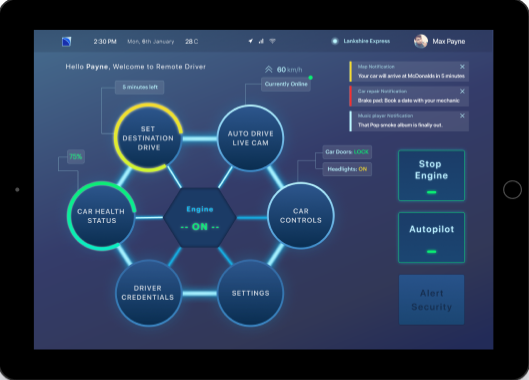 2:30 PM Mon, 6th January 28 C Lankshire Express Max Payne
Hello Payne, Welcome to Remote Driver
60 km/h
Currently Online
5 minutes left
Map Notification
Your car will arrive at McDonalds in 5 minutes
Car repair Notification
Brake pad: Book a date with your mechanic
Music player Notification
That Pop smoke album is finally out.
SET
DESTINATION
DRIVE
AUTO DRIVE
LIVE CAM
75%
Car Doors: LOCK
Headlights: ON
CAR HEALTH
STATUS
Engine
-- ON --
CAR
CONTROLS
DRIVER
CREDENTIALS
SETTINGS
Stop
Engine
Autopilot
Alert
Security